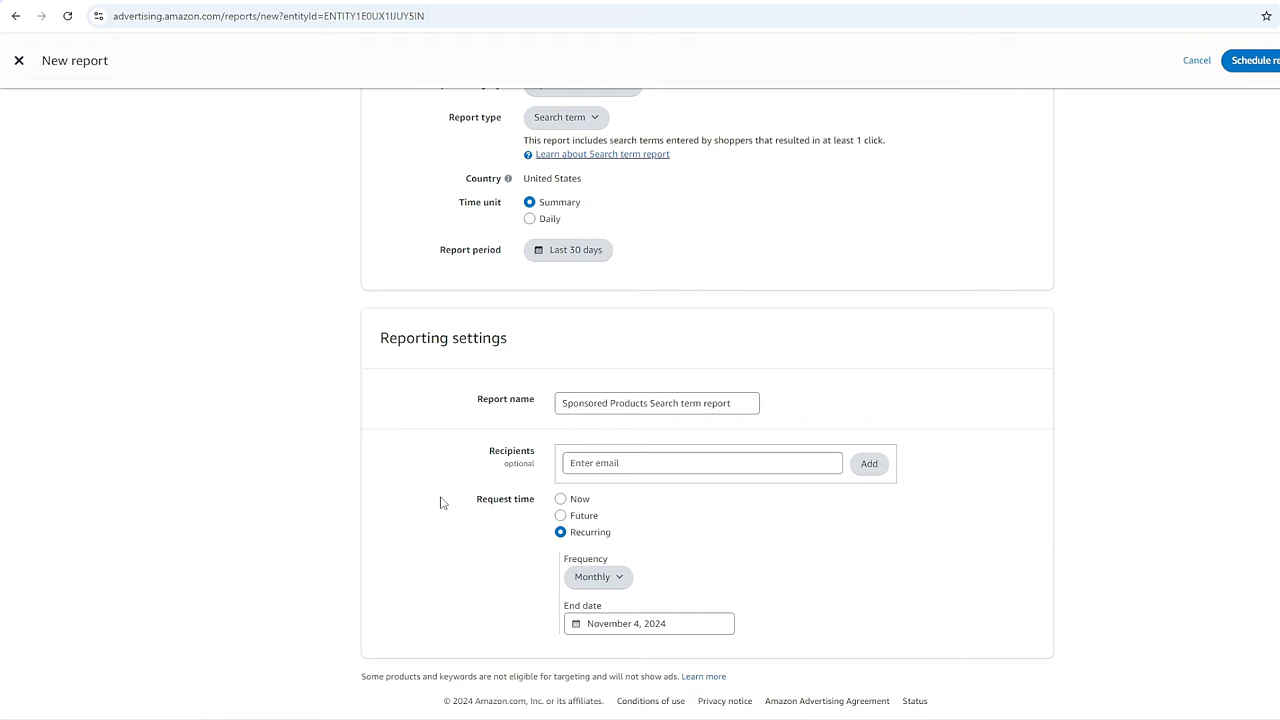 advertising.amazon.com/reports/new?entityId=ENTITY1E0UX1IJUY5IN
New report
Cancel
Schedule re
Report type
Search term
This report includes search terms entered by shoppers that resulted in at least 1 click.
Learn about Search term report
Country
United States
Time unit
Summary
Daily
Report period
Last 30 days
Reporting settings
Report name
Sponsored Products Search term report
Recipients
optional
Enter email
Add
Request time
Now
Future
Recurring
Frequency
Monthly
End date
November 4, 2024
Some products and keywords are not eligible for targeting and will not show ads. Learn more
© 2024 Amazon.com, Inc. or its affiliates. Conditions of use Privacy notice Amazon Advertising Agreement Status